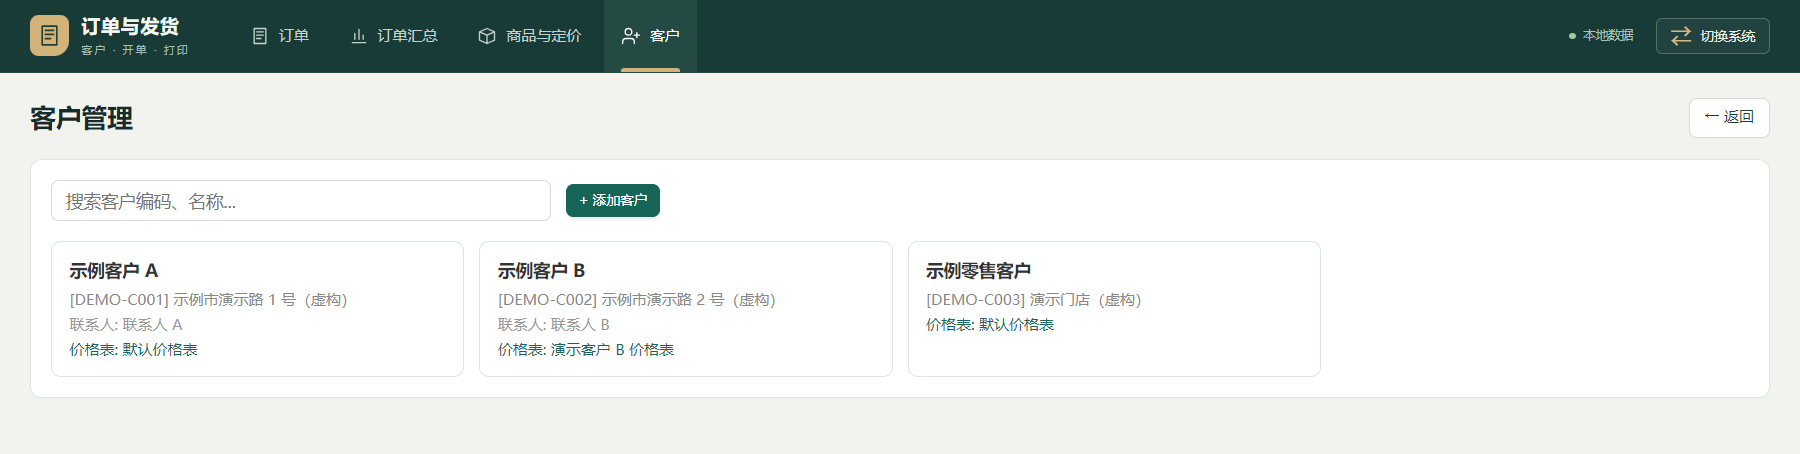 订单与发货
客户 · 开单 · 打印
订单
订单汇总
商品与定价
客户
本地数据
切换系统
客户管理
← 返回
搜索客户编码、名称...
+ 添加客户
示例客户 A
[DEMO-C001] 示例市演示路 1 号（虚构）
联系人: 联系人 A
价格表: 默认价格表
示例客户 B
[DEMO-C002] 示例市演示路 2 号（虚构）
联系人: 联系人 B
价格表: 演示客户 B 价格表
示例零售客户
[DEMO-C003] 演示门店（虚构）
价格表: 默认价格表